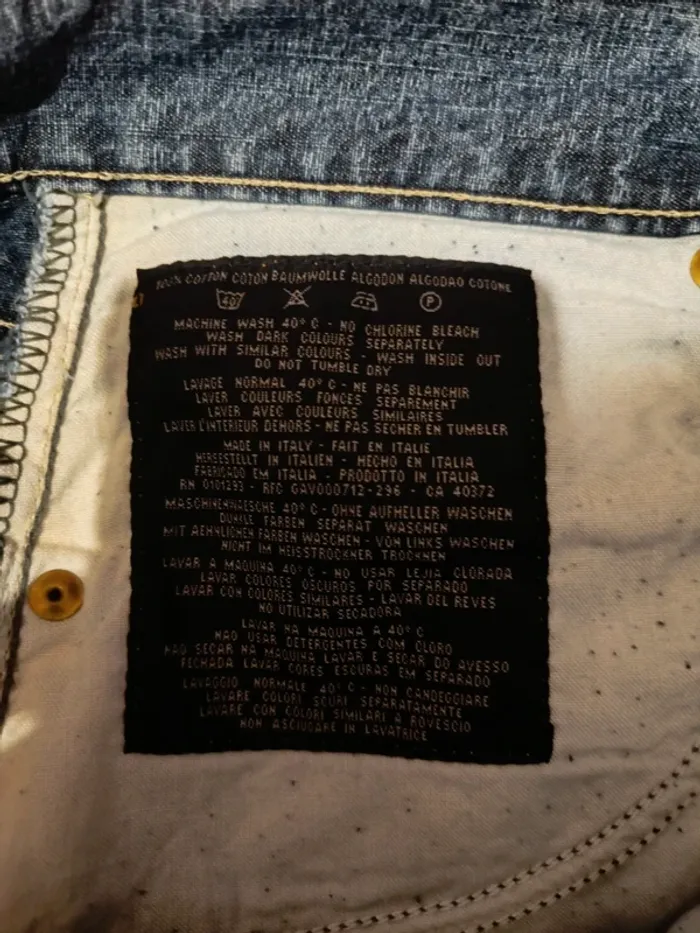 100% COTTON COTON BAUMWOLLE ALGODON ALGODAO COTONE
40° P
MACHINE WASH 40° C - NO CHLORINE BLEACH
WASH DARK COLOURS SEPARATELY
WASH WITH SIMILAR COLOURS - WASH INSIDE OUT
DO NOT TUMBLE DRY
LAVAGE NORMAL 40° C - NE PAS BLANCHIR
LAVER COULEURS FONCES SEPAREMENT
LAVER AVEC COULEURS SIMILAIRES
LAVER L'INTERIEUR DEHORS - NE PAS SECHER EN TUMBLER
MADE IN ITALY - FAIT EN ITALIE
HERSESTELLT IN ITALIEN - HECHO EN ITALIA
FABRICADO EM ITALIA - PRODOTTO IN ITALIA
RN 0101293 - RFC GAV000712-296 - CA 40372
MASCHINENWAESCHE 40° C - OHNE AUFHELLER WASCHEN
DUNKLE FARBEN SEPARAT WASCHEN
MIT AEHNLICHEN FARBEN WASCHEN - VON LINKS WASCHEN
NICHT IM HEISSTROCKNER TROCKNEN
LAVAR A MAQUINA 40° C - NO USAR LEJIA CLORADA
LAVAR COLORES OSCUROS POR SEPARADO
LAVAR CON COLORES SIMILARES - LAVAR DEL REVES
NO UTILIZAR SECADORA
LAVAR NA MAQUINA A 40° C
NAO USAR DETERGENTES COM CLORO
NAO SECAR NA MAQUINA LAVAR E SECAR DO AVESSO
FECHADA LAVAR CORES ESCURAS EM SEPARADO
LAVAGGIO NORMALE 40° C - NON CANDEGGIARE
LAVARE COLORI SCURI SEPARATAMENTE
LAVARE CON COLORI SIMILARI A ROVESCIO
NON ASCIUGARE IN LAVATRICE